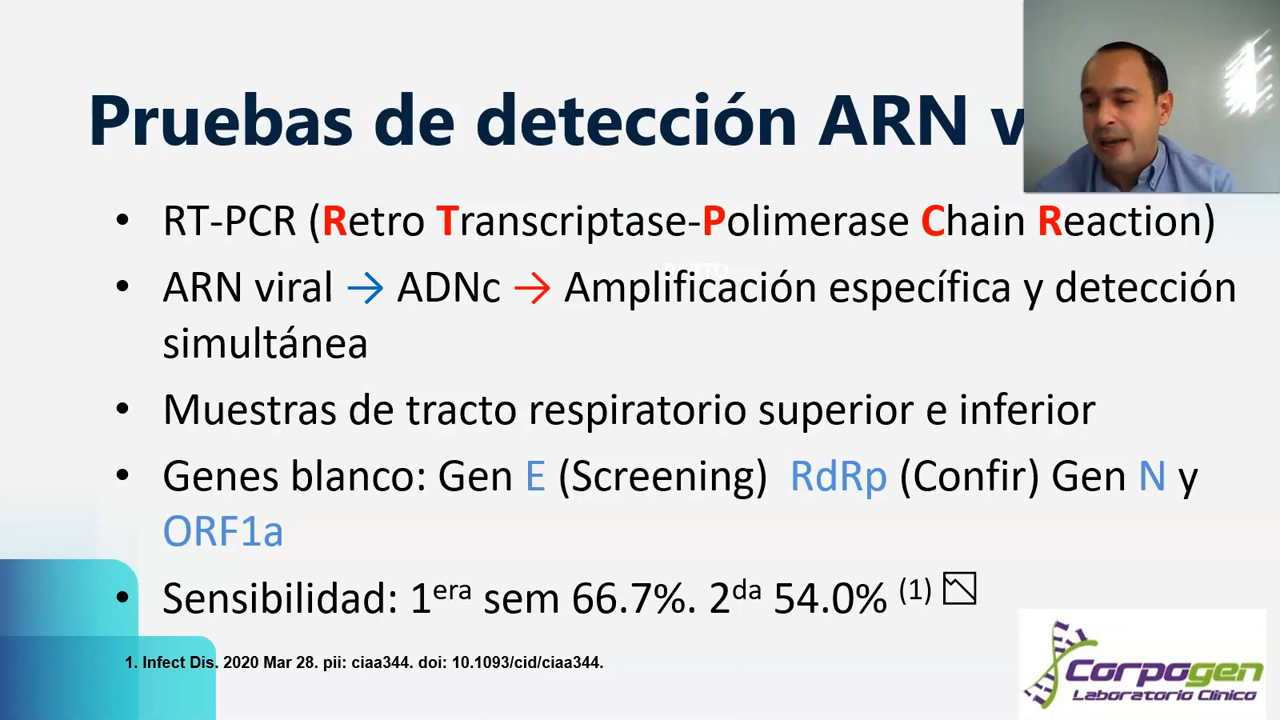 Pruebas de detección ARN v
• RT-PCR (Retro Transcriptase-Polimerase Chain Reaction)
• ARN viral → ADNc → Amplificación específica y detección
simultánea
• Muestras de tracto respiratorio superior e inferior
• Genes blanco: Gen E (Screening) RdRp (Confir) Gen N y
ORF1a
• Sensibilidad: 1era sem 66.7%. 2da 54.0% (1)
1. Infect Dis. 2020 Mar 28. pii: ciaa344. doi: 10.1093/cid/ciaa344.
Corpogen
Laboratorio Clínico